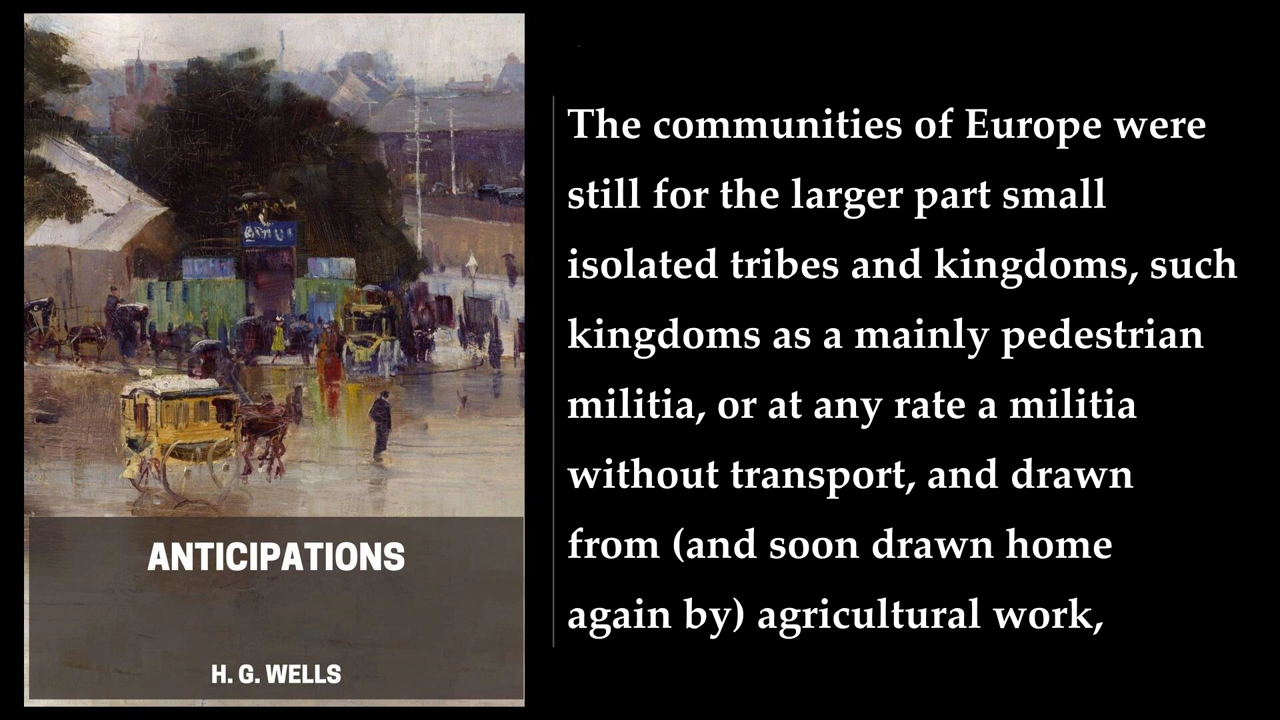 ANTICIPATIONS
H. G. WELLS
The communities of Europe were
still for the larger part small
isolated tribes and kingdoms, such
kingdoms as a mainly pedestrian
militia, or at any rate a militia
without transport, and drawn
from (and soon drawn home
again by) agricultural work,